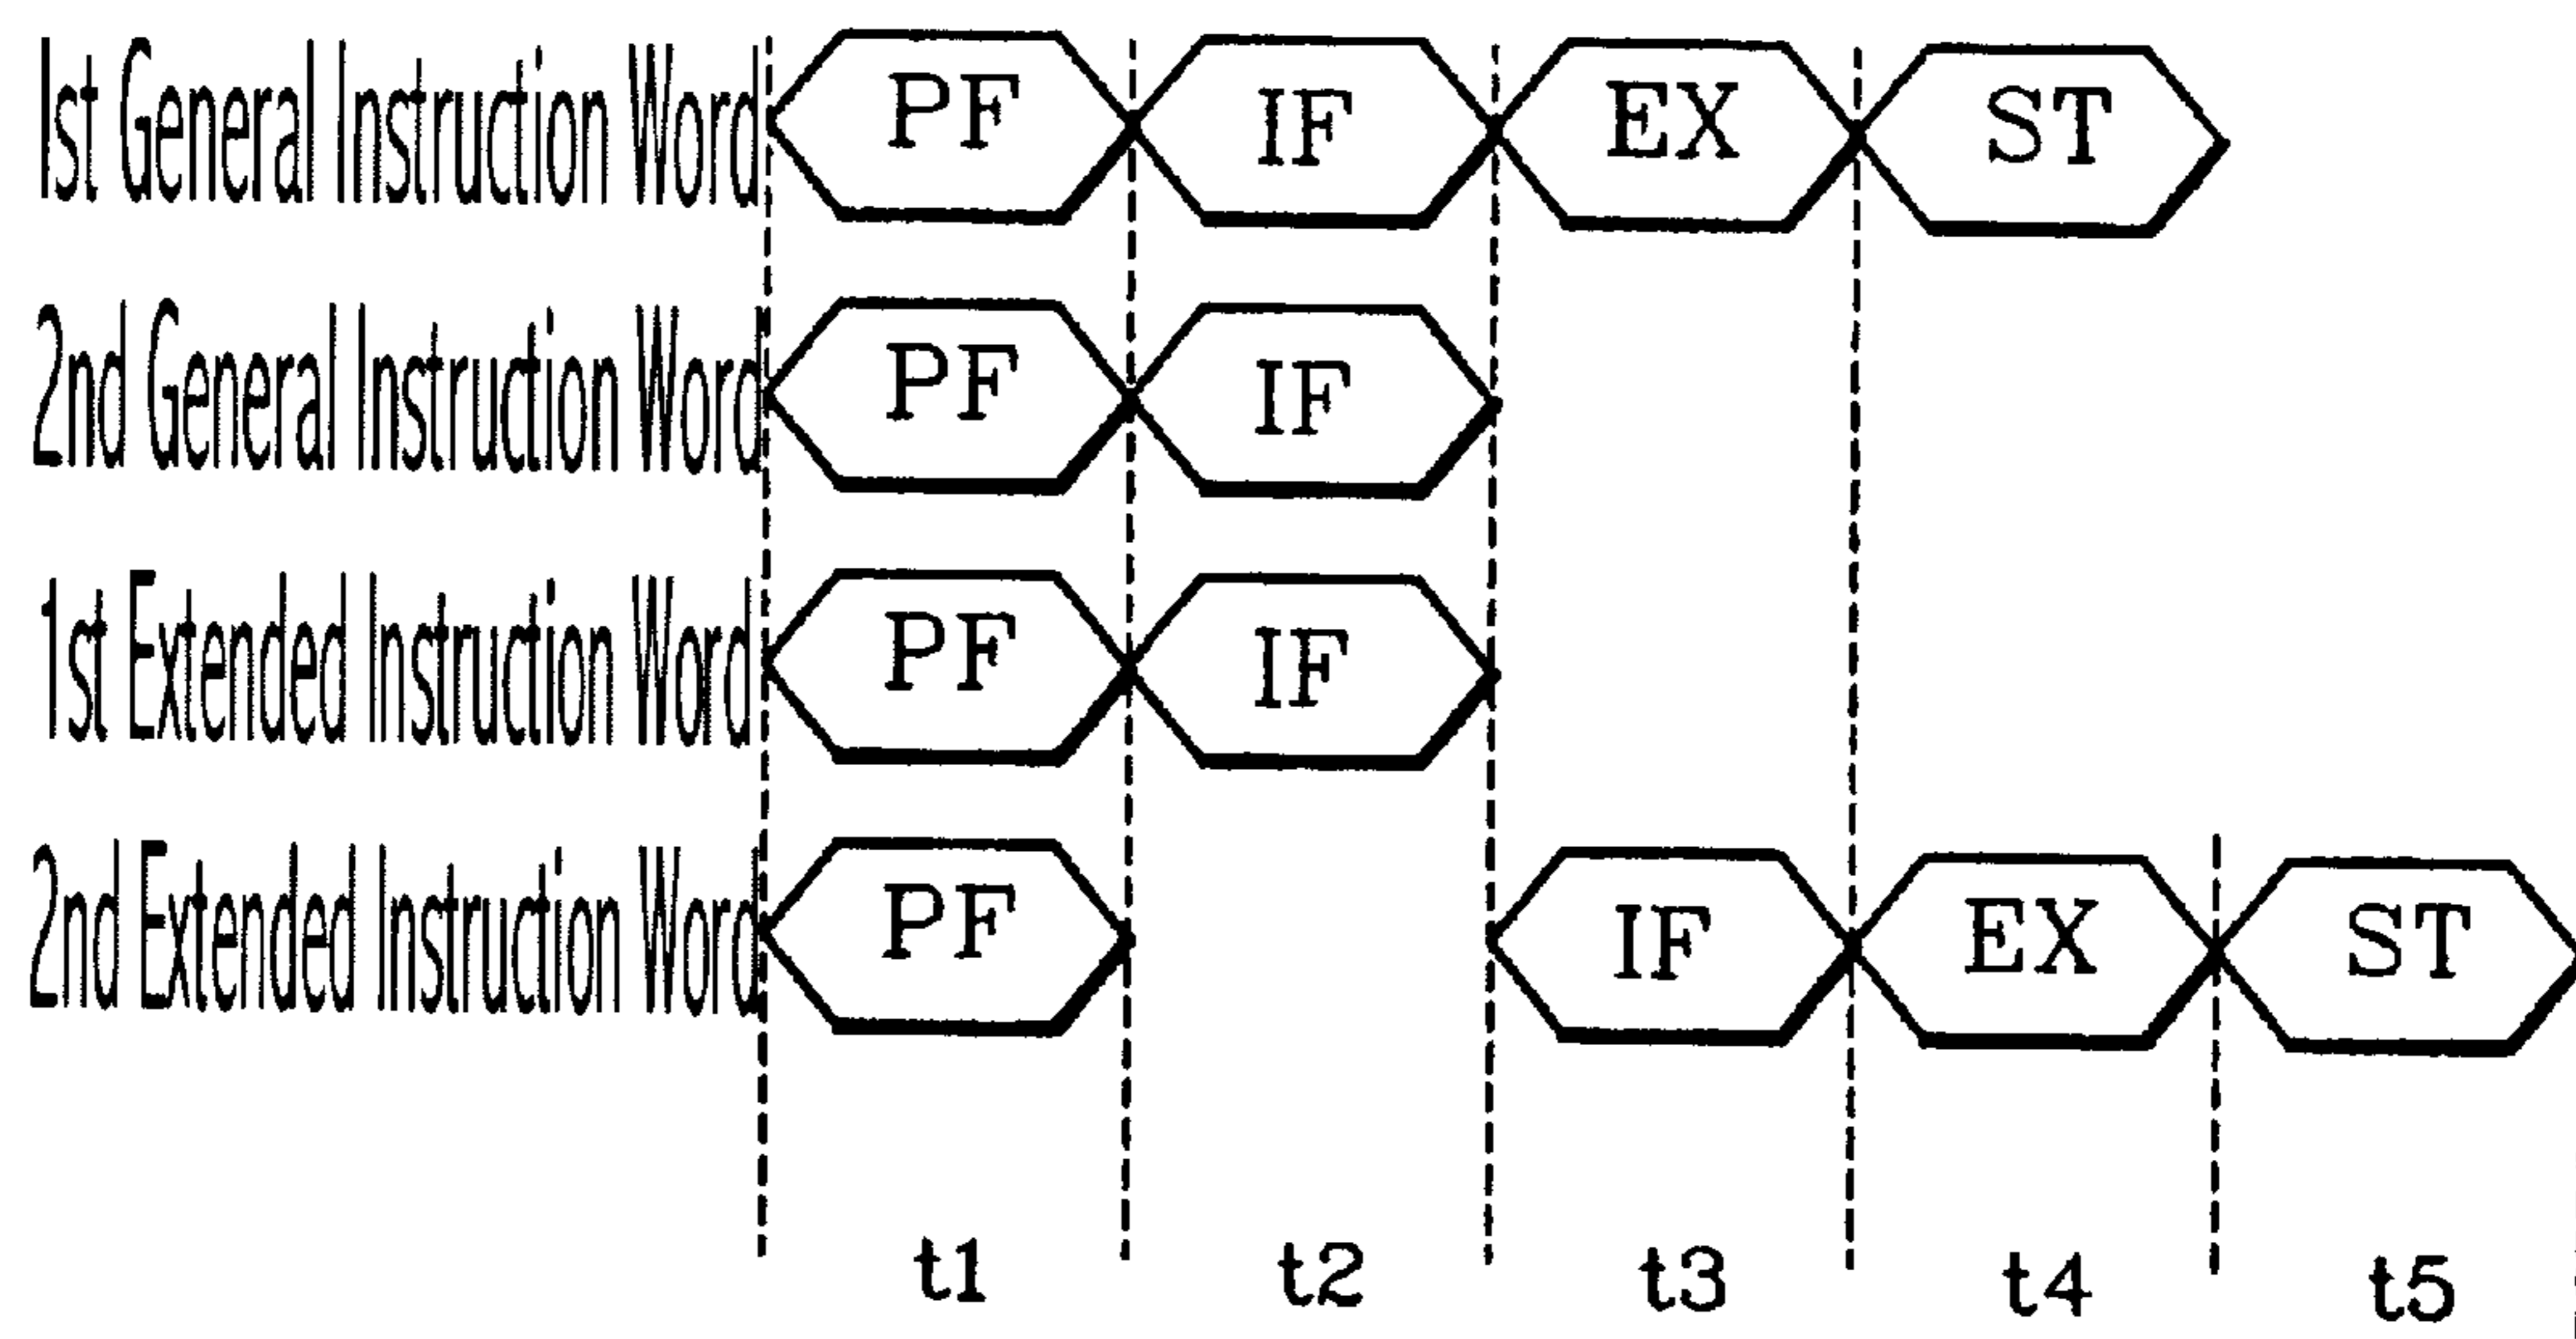 Ist General Instruction Word PF IF EX ST
2nd General Instruction Word PF IF
1st Extended Instruction Word PF IF
2nd Extended Instruction Word PF IF EX ST
t1 t2 t3 t4 t5